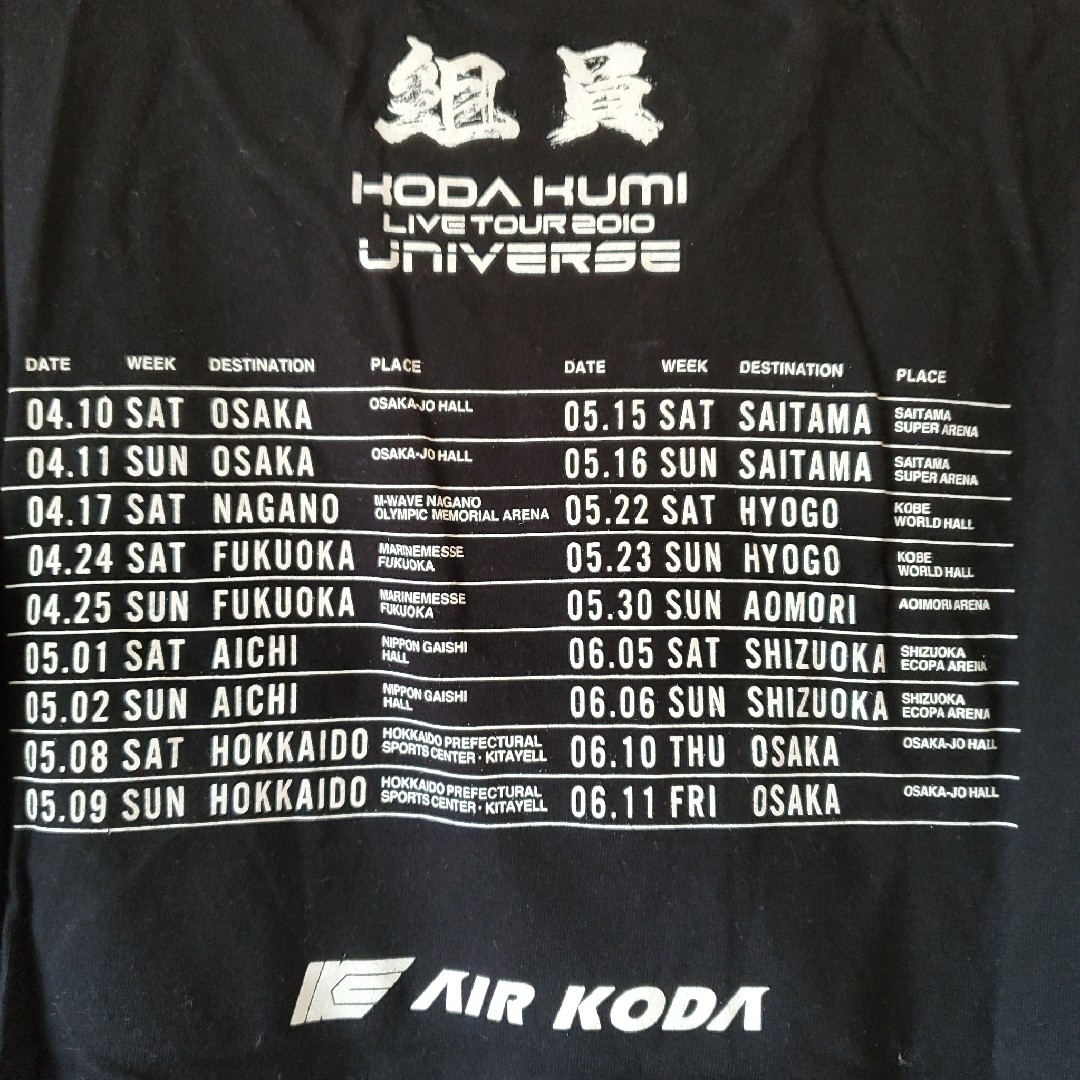 組員
KODA KUMI
LIVE TOUR 2010
UNIVERSE
DATE WEEK DESTINATION PLACE
04.10 SAT OSAKA OSAKA-JO HALL
04.11 SUN OSAKA OSAKA-JO HALL
04.17 SAT NAGANO M-WAVE NAGANO
OLYMPIC MEMORIAL ARENA
04.24 SAT FUKUOKA MARINEMESSE
FUKUOKA
04.25 SUN FUKUOKA MARINEMESSE
FUKUOKA
05.01 SAT AICHI NIPPON GAISHI
HALL
05.02 SUN AICHI NIPPON GAISHI
HALL
05.08 SAT HOKKAIDO HOKKAIDO PREFECTURAL
SPORTS CENTER・KITAYELL
05.09 SUN HOKKAIDO HOKKAIDO PREFECTURAL
SPORTS CENTER・KITAYELL
DATE WEEK DESTINATION PLACE
05.15 SAT SAITAMA SAITAMA
SUPER ARENA
05.16 SUN SAITAMA SAITAMA
SUPER ARENA
05.22 SAT HYOGO KOBE
WORLD HALL
05.23 SUN HYOGO KOBE
WORLD HALL
05.30 SUN AOMORI AOIMORI ARENA
06.05 SAT SHIZUOKA SHIZUOKA
ECOPA ARENA
06.06 SUN SHIZUOKA SHIZUOKA
ECOPA ARENA
06.10 THU OSAKA OSAKA-JO HALL
06.11 FRI OSAKA OSAKA-JO HALL
AIR KODA